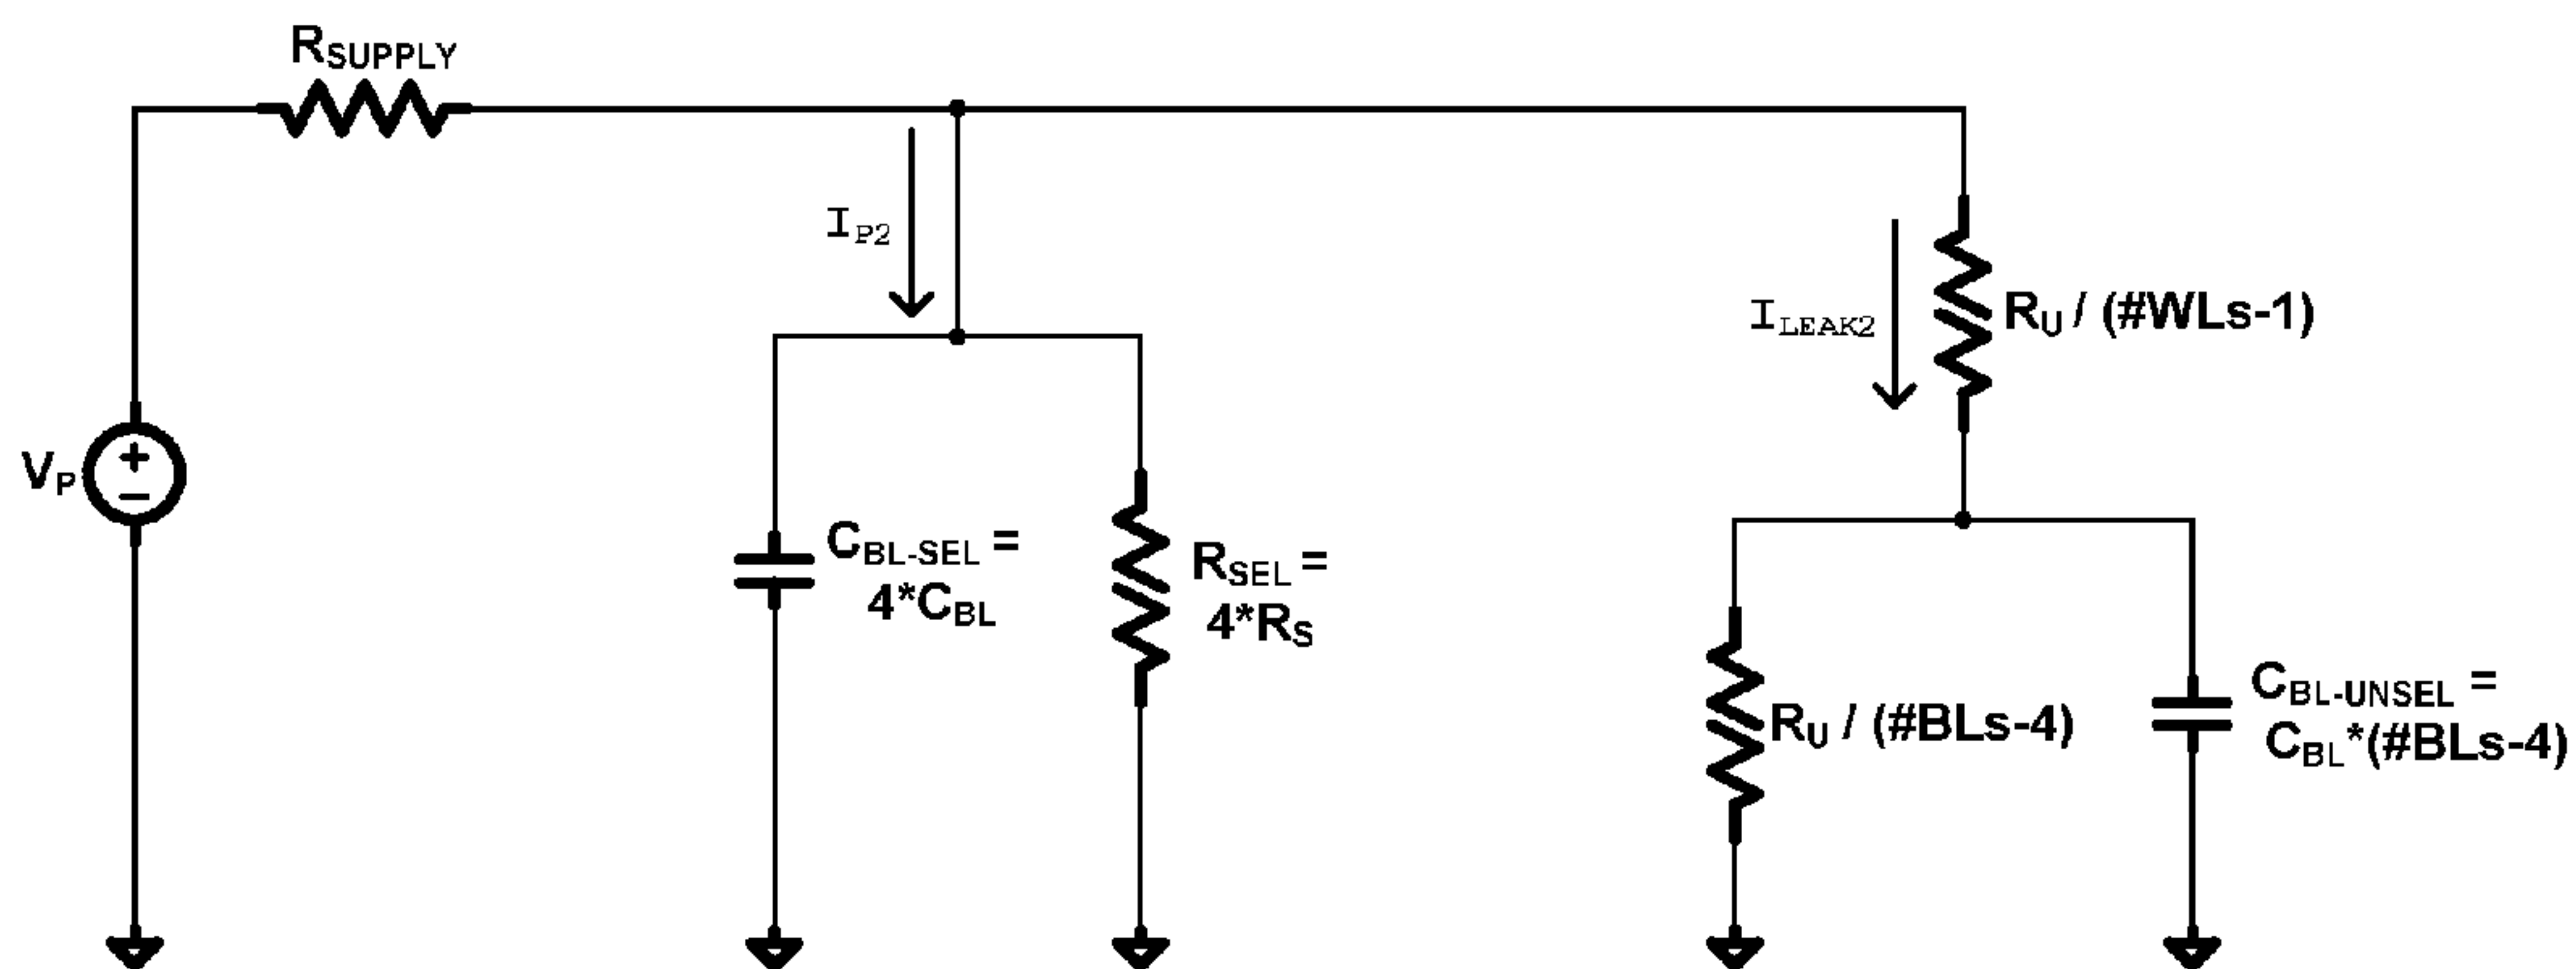 RSUPPLY
IP2
RU / (#WLs-1)
ILEAK2
VP
+
−
CBL-SEL =
4*CBL
RSEL =
4*RS
RU / (#BLs-4)
CBL-UNSEL =
CBL*(#BLs-4)